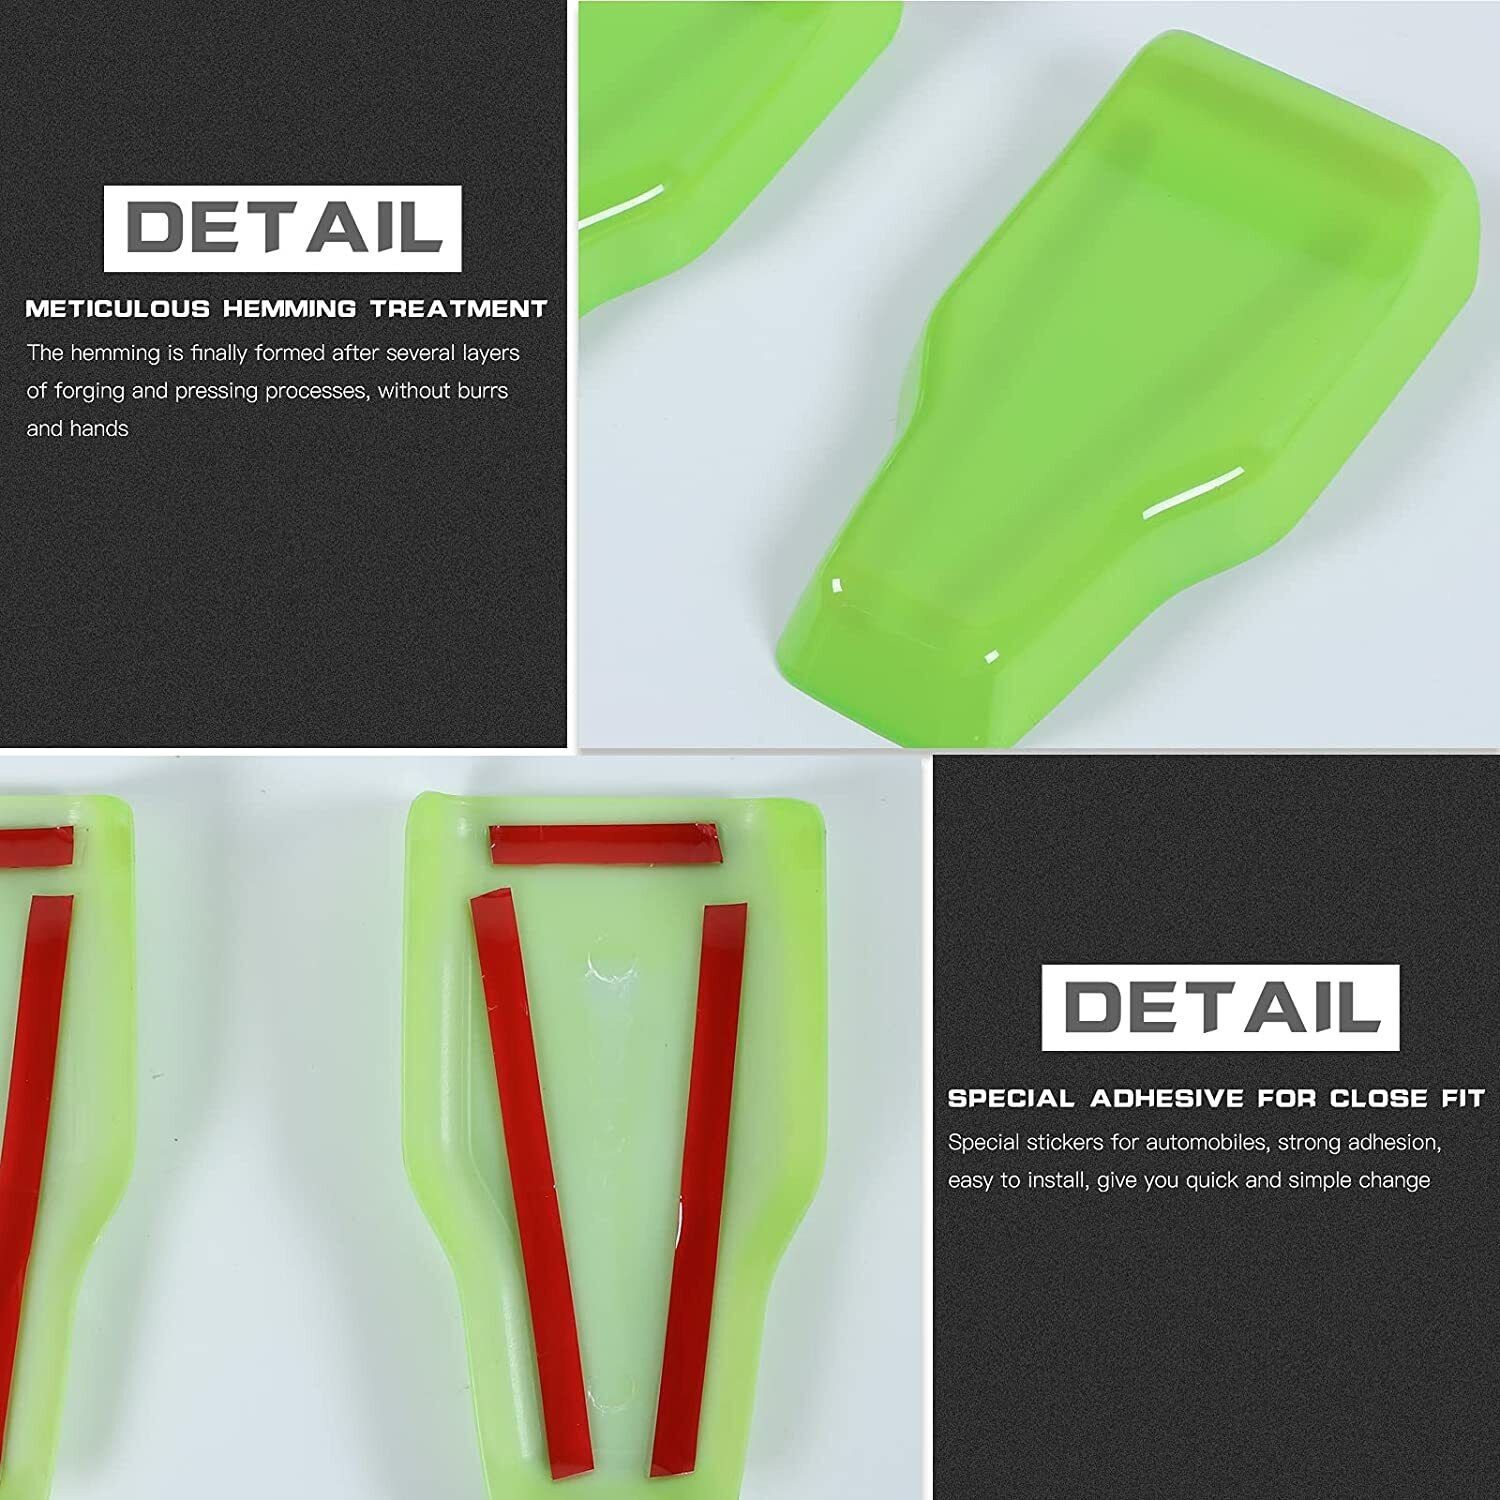 DETAIL
METICULOUS HEMMING TREATMENT
The hemming is finally formed after several layers
of forging and pressing processes, without burrs
and hands
DETAIL
SPECIAL ADHESIVE FOR CLOSE FIT
Special stickers for automobiles, strong adhesion,
easy to install, give you quick and simple change